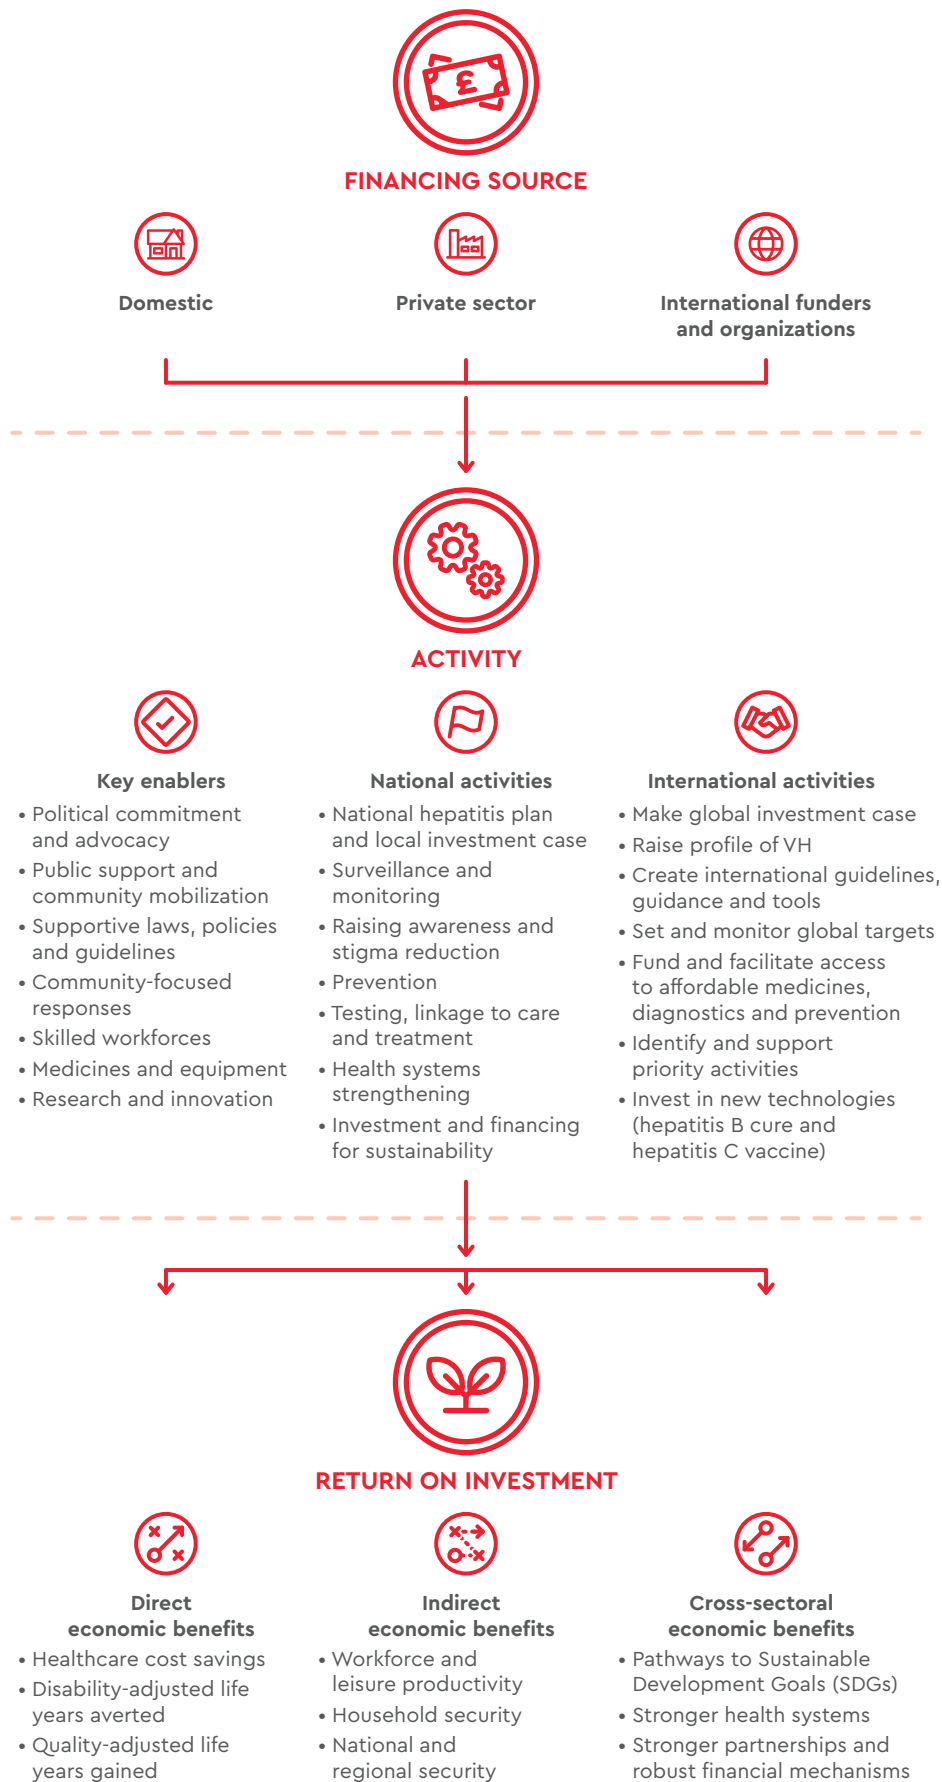 £
FINANCING SOURCE
Domestic
Private sector
International funders
and organizations
ACTIVITY
Key enablers
• Political commitment
and advocacy
• Public support and
community mobilization
• Supportive laws, policies
and guidelines
• Community-focused
responses
• Skilled workforces
• Medicines and equipment
• Research and innovation
National activities
• National hepatitis plan
and local investment case
• Surveillance and
monitoring
• Raising awareness and
stigma reduction
• Prevention
• Testing, linkage to care
and treatment
• Health systems
strengthening
• Investment and financing
for sustainability
International activities
• Make global investment case
• Raise profile of VH
• Create international guidelines,
guidance and tools
• Set and monitor global targets
• Fund and facilitate access
to affordable medicines,
diagnostics and prevention
• Identify and support
priority activities
• Invest in new technologies
(hepatitis B cure and
hepatitis C vaccine)
RETURN ON INVESTMENT
Direct
economic benefits
• Healthcare cost savings
• Disability-adjusted life
years averted
• Quality-adjusted life
years gained
Indirect
economic benefits
• Workforce and
leisure productivity
• Household security
• National and
regional security
Cross-sectoral
economic benefits
• Pathways to Sustainable
Development Goals (SDGs)
• Stronger health systems
• Stronger partnerships and
robust financial mechanisms